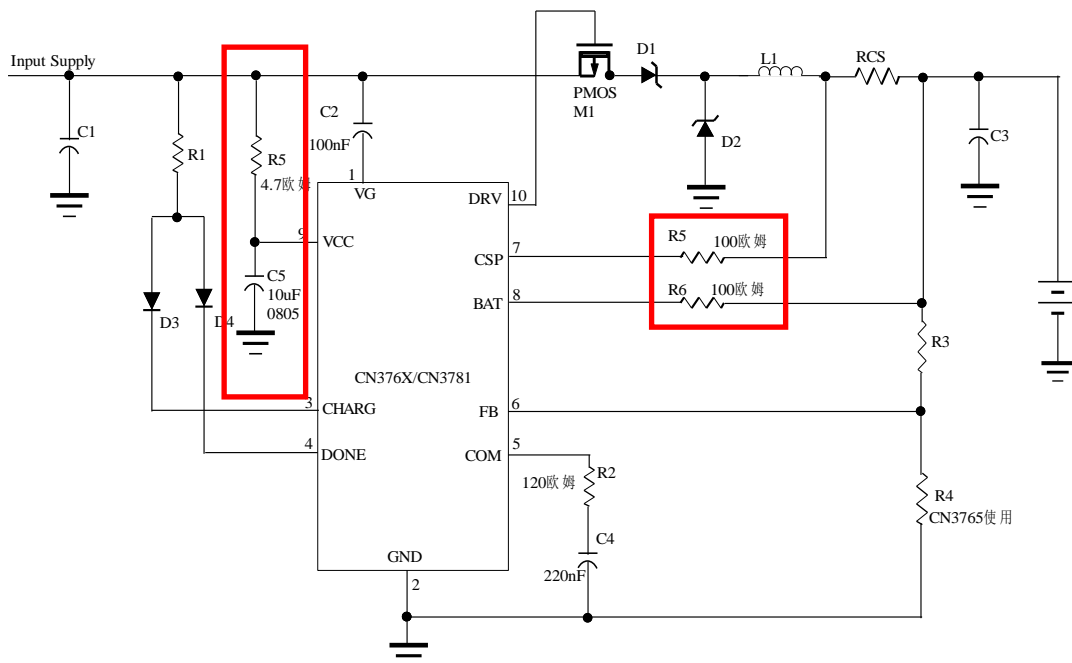 Input Supply
C1
R1
R5
4.7欧姆
C2
100nF
PMOS
M1
D1
D2
L1
RCS
C3
1
VG
DRV
10
9
VCC
CSP
7
R5
100欧姆
BAT
8
R6
100欧姆
C5
10uF
0805
D3
D4
R3
CN376X/CN3781
3
CHARG
FB
6
4
DONE
COM
5
R2
120欧姆
R4
CN3765使用
C4
220nF
GND
2